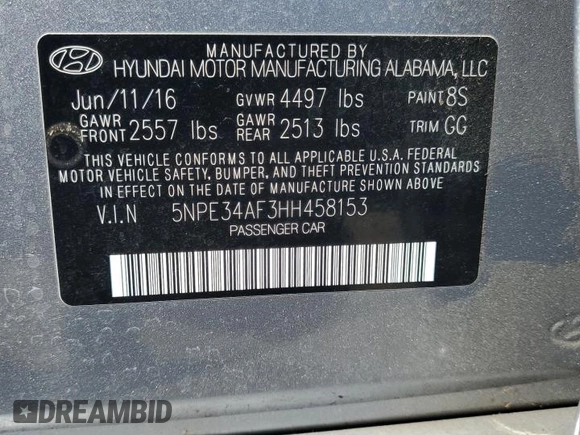 MANUFACTURED BY
HYUNDAI MOTOR MANUFACTURING ALABAMA, LLC
Jun/11/16 GVWR 4497 lbs PAINT 8S
GAWR FRONT 2557 lbs GAWR REAR 2513 lbs TRIM GG
THIS VEHICLE CONFORMS TO ALL APPLICABLE U.S.A. FEDERAL
MOTOR VEHICLE SAFETY, BUMPER, AND THEFT PREVENTION STANDARDS
IN EFFECT ON THE DATE OF MANUFACTURE SHOWN ABOVE
V.I.N 5NPE34AF3HH458153
PASSENGER CAR
DREAMBID